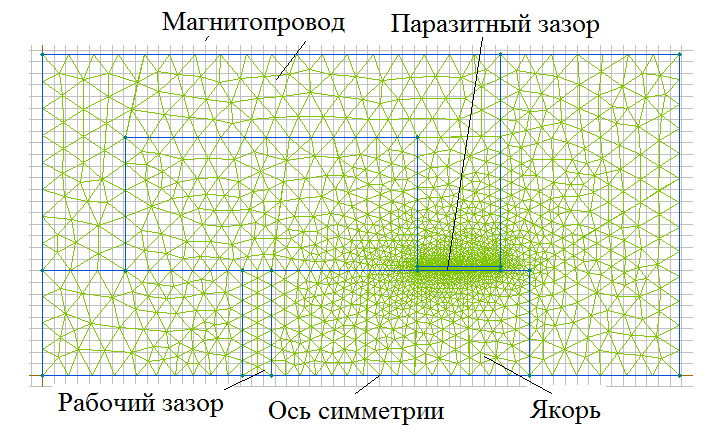 Магнитопровод
Паразитный зазор
Рабочий зазор
Ось симметрии
Якорь